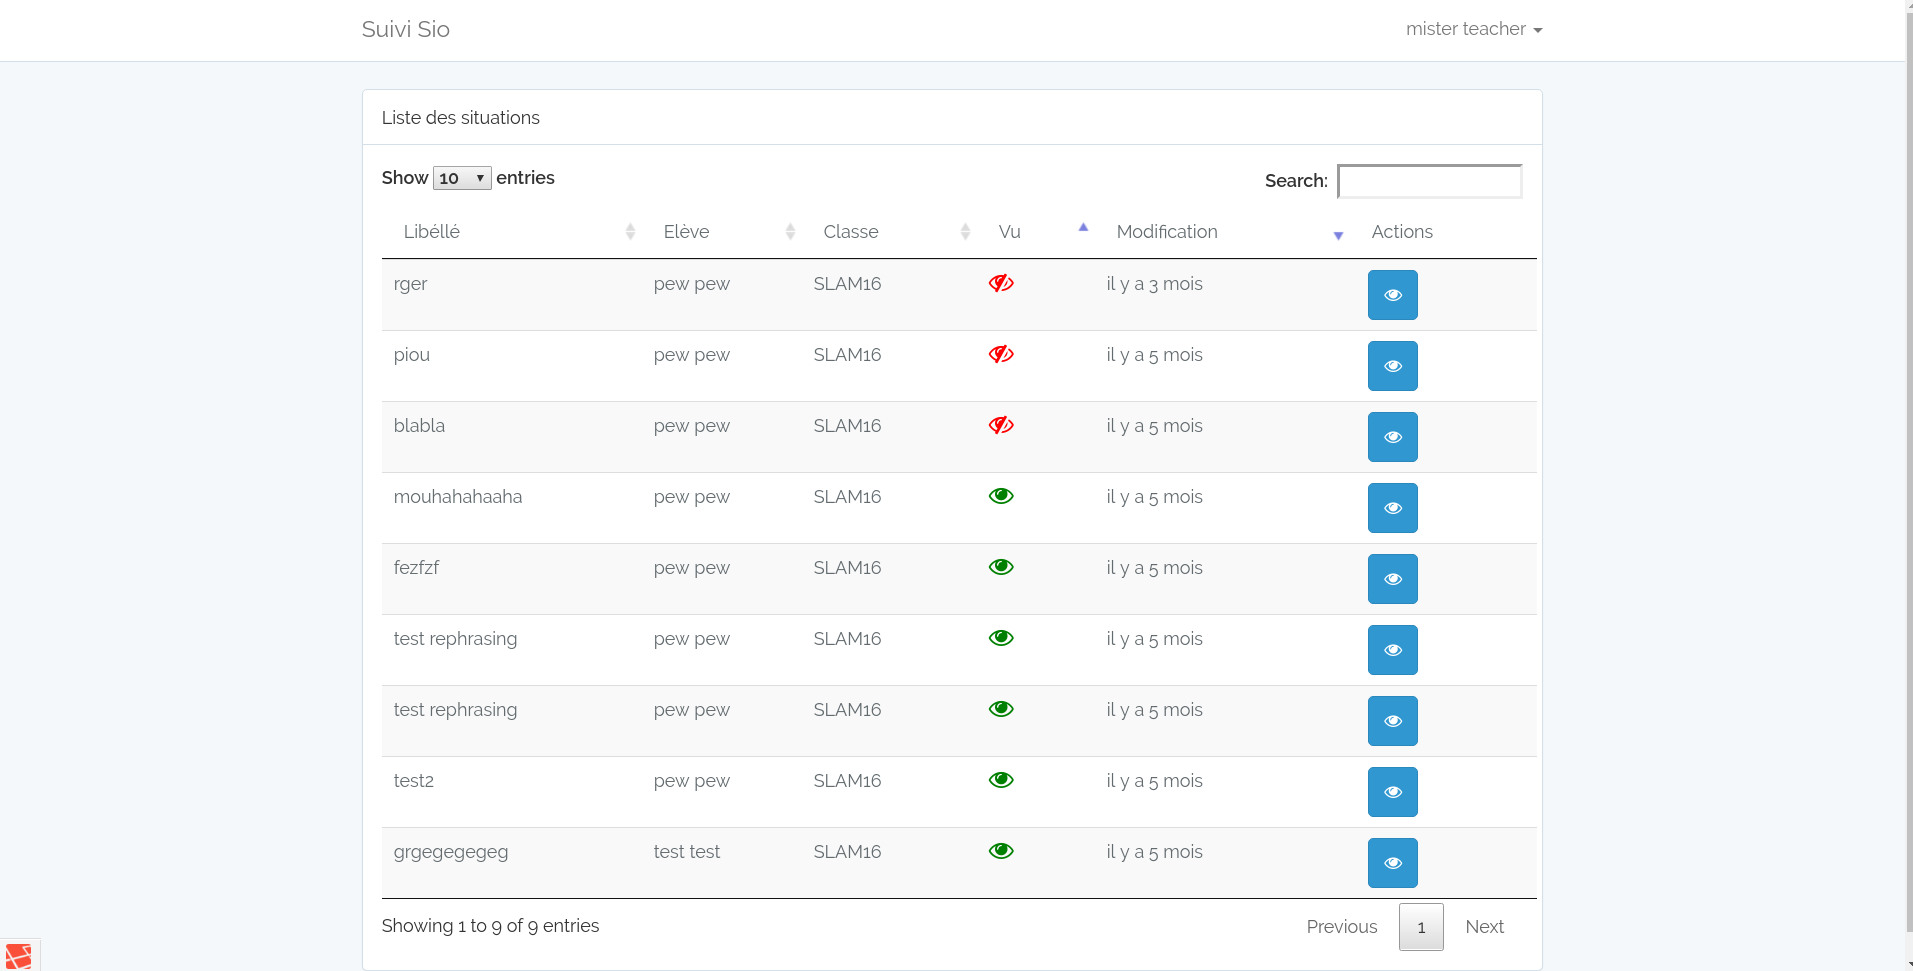 Suivi Sio mister teacher
Liste des situations
Show 10 entries Search:
Libéllé Elève Classe Vu Modification Actions
rger pew pew SLAM16 il y a 3 mois
piou pew pew SLAM16 il y a 5 mois
blabla pew pew SLAM16 il y a 5 mois
mouhahahaaha pew pew SLAM16 il y a 5 mois
fezfzf pew pew SLAM16 il y a 5 mois
test rephrasing pew pew SLAM16 il y a 5 mois
test rephrasing pew pew SLAM16 il y a 5 mois
test2 pew pew SLAM16 il y a 5 mois
grgegegegeg test test SLAM16 il y a 5 mois
Showing 1 to 9 of 9 entries Previous 1 Next